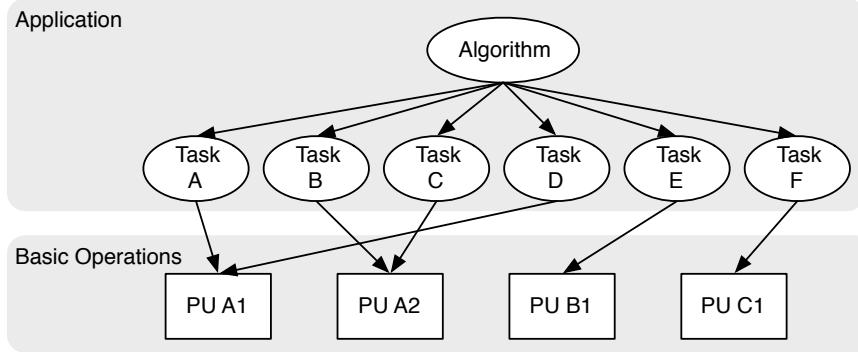 Application
Algorithm
Task
A
Task
B
Task
C
Task
D
Task
E
Task
F
Basic Operations
PU A1
PU A2
PU B1
PU C1